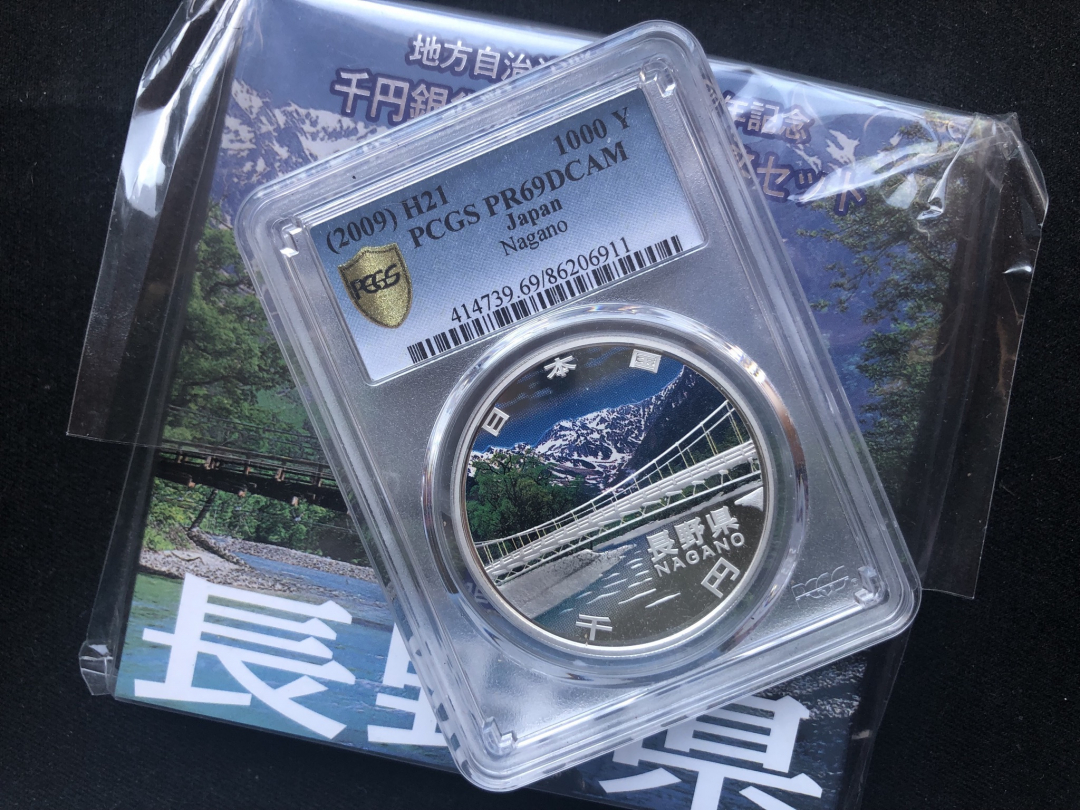 地方自治
千円銀
年記念
セット
(2009) H21
1000 Y
PCGS PR69DCAM
Japan
Nagano
PCGS
414739.69/86206911
日本国
長野県
NAGANO
千円
PCGS
長野県